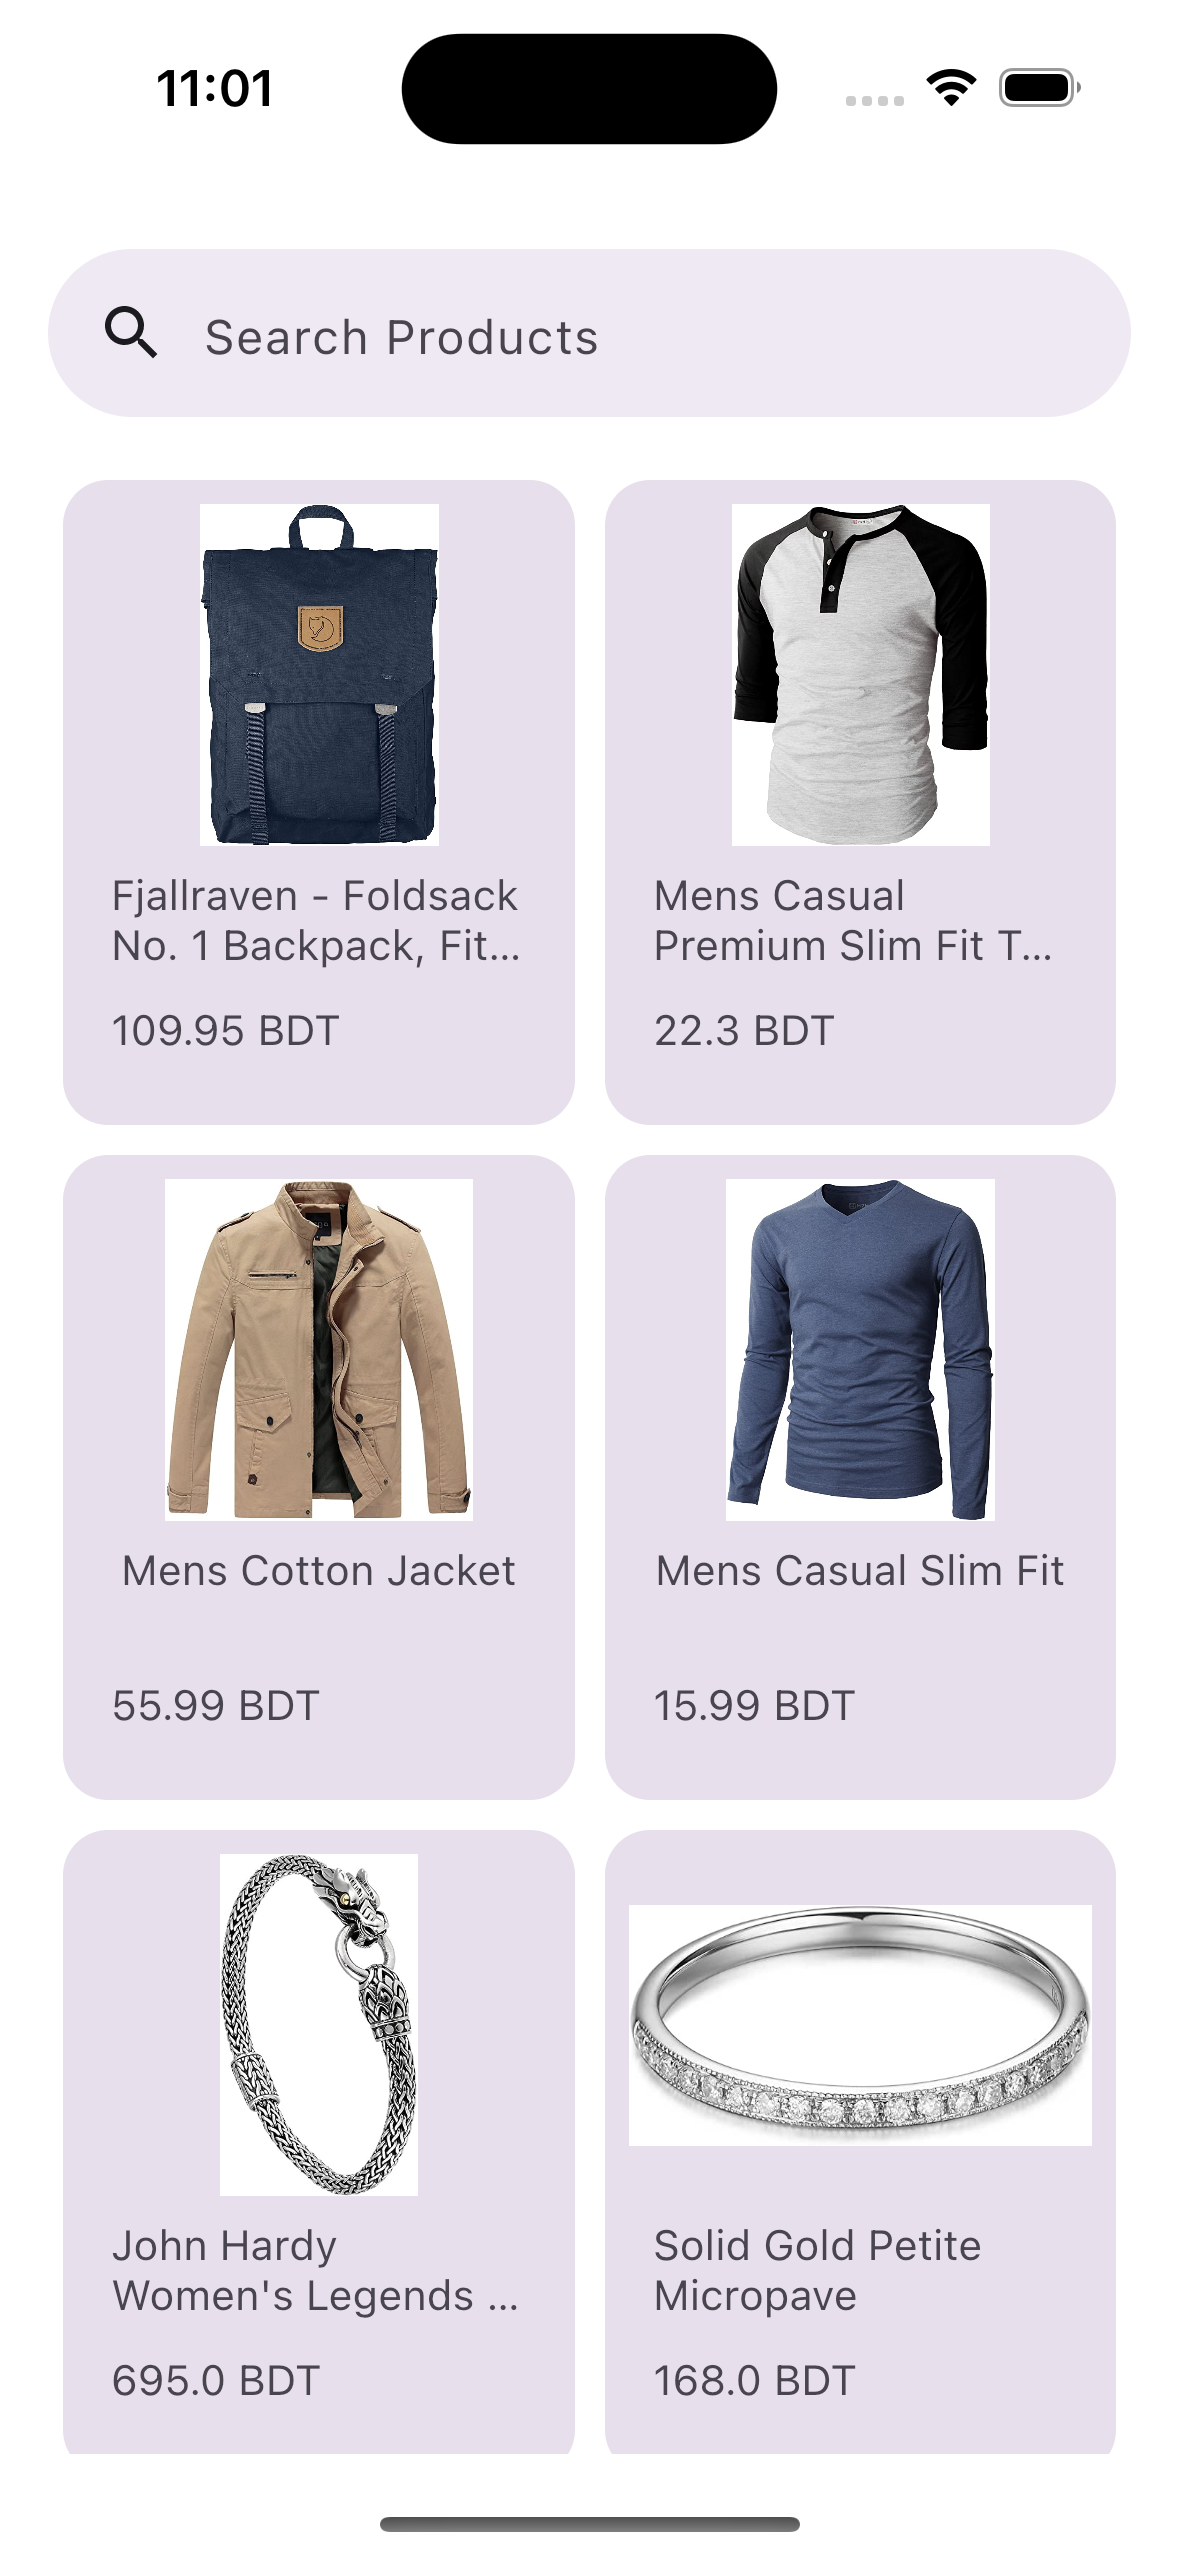 11:01
Search Products
Fjallraven - Foldsack
No. 1 Backpack, Fit...
109.95 BDT
Mens Casual
Premium Slim Fit T...
22.3 BDT
Mens Cotton Jacket
55.99 BDT
Mens Casual Slim Fit
15.99 BDT
John Hardy
Women's Legends ...
695.0 BDT
Solid Gold Petite
Micropave
168.0 BDT